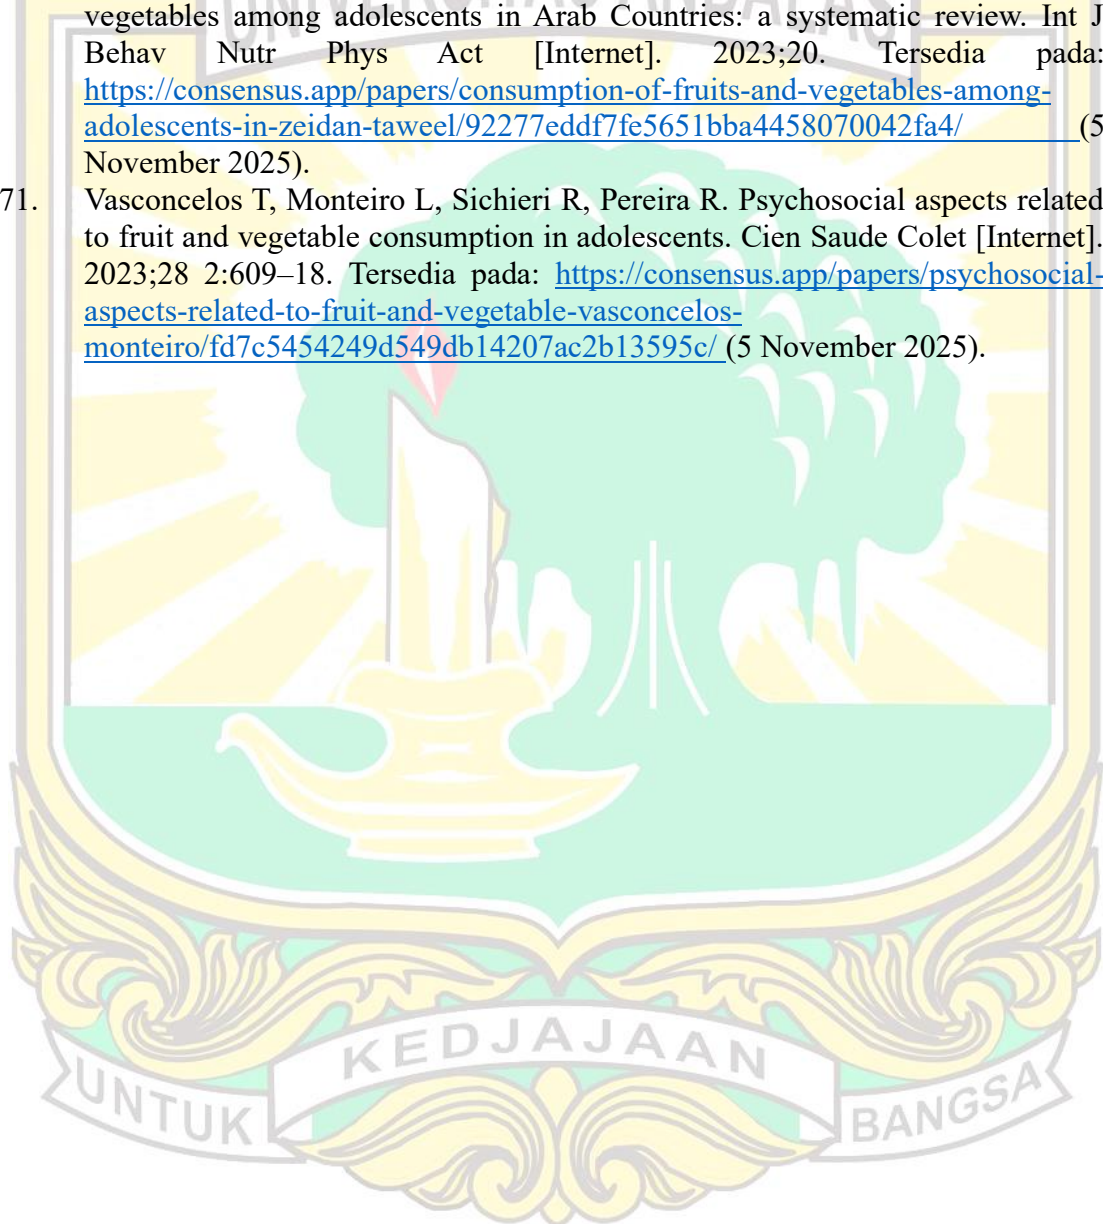 vegetables among adolescents in Arab Countries: a systematic review. Int J
Behav Nutr Phys Act [Internet]. 2023;20. Tersedia pada:
https://consensus.app/papers/consumption-of-fruits-and-vegetables-among-
adolescents-in-zeidan-taweel/92277eddf7fe5651bba4458070042fa4/ (5
November 2025).
71. Vasconcelos T, Monteiro L, Sichieri R, Pereira R. Psychosocial aspects related
to fruit and vegetable consumption in adolescents. Cien Saude Colet [Internet].
2023;28 2:609–18. Tersedia pada: https://consensus.app/papers/psychosocial-
aspects-related-to-fruit-and-vegetable-vasconcelos-
monteiro/fd7c5454249d549db14207ac2b13595c/ (5 November 2025).
UNTUK KEDJAJAAN BANGSA